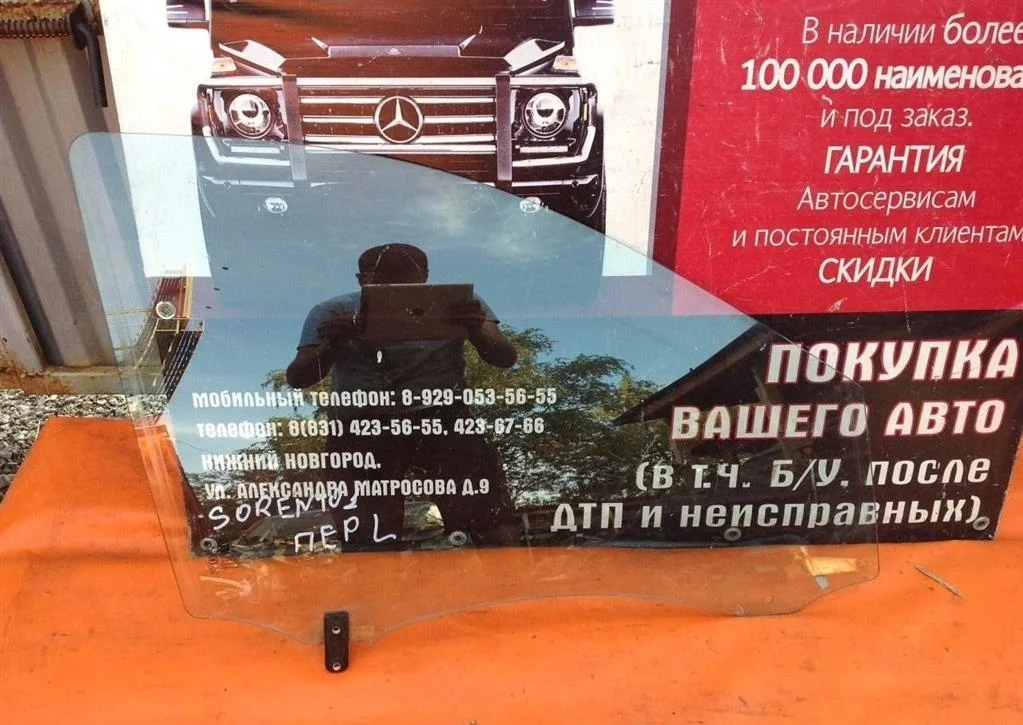 В наличии более
100 000 наименова
и под заказ.
ГАРАНТИЯ
Автосервисам
и постоянным клиентам
СКИДКИ
ПОКУПКА
ВАШЕГО АВТО
(В Т.Ч. Б/У, ПОСЛЕ
ДТП И НЕИСПРАВНЫХ)
МОБИЛЬНЫЙ ТЕЛЕФОН: 8-929-053-56-55
ТЕЛЕФОН: 8(831) 423-56-55, 423-67-66
НИЖНИЙ НОВГОРОД,
УЛ. АЛЕКСАНДРА МАТРОСОВА Д.9
SORENTO 2
ПЕР L